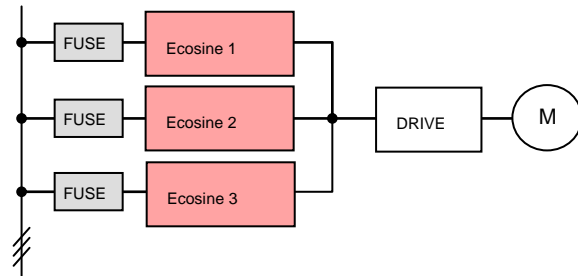 FUSE
Ecosine 1
FUSE
Ecosine 2
DRIVE
M
FUSE
Ecosine 3